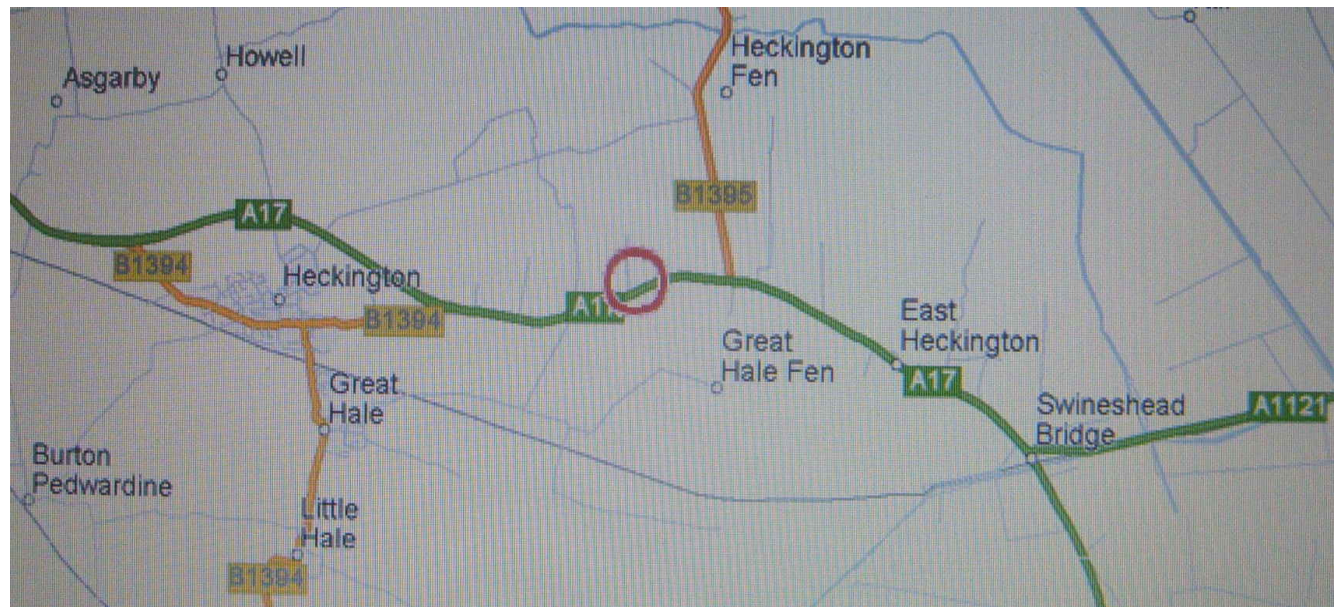 Howell
Asgarby
Heckington
Fen
A17
B1395
B1394
Heckington
B1394
East
Heckington
Great
Hale Fen
A17
Great
Hale
Swineshead
Bridge
A1121
Burton
Pedwardine
Little
Hale
B1394